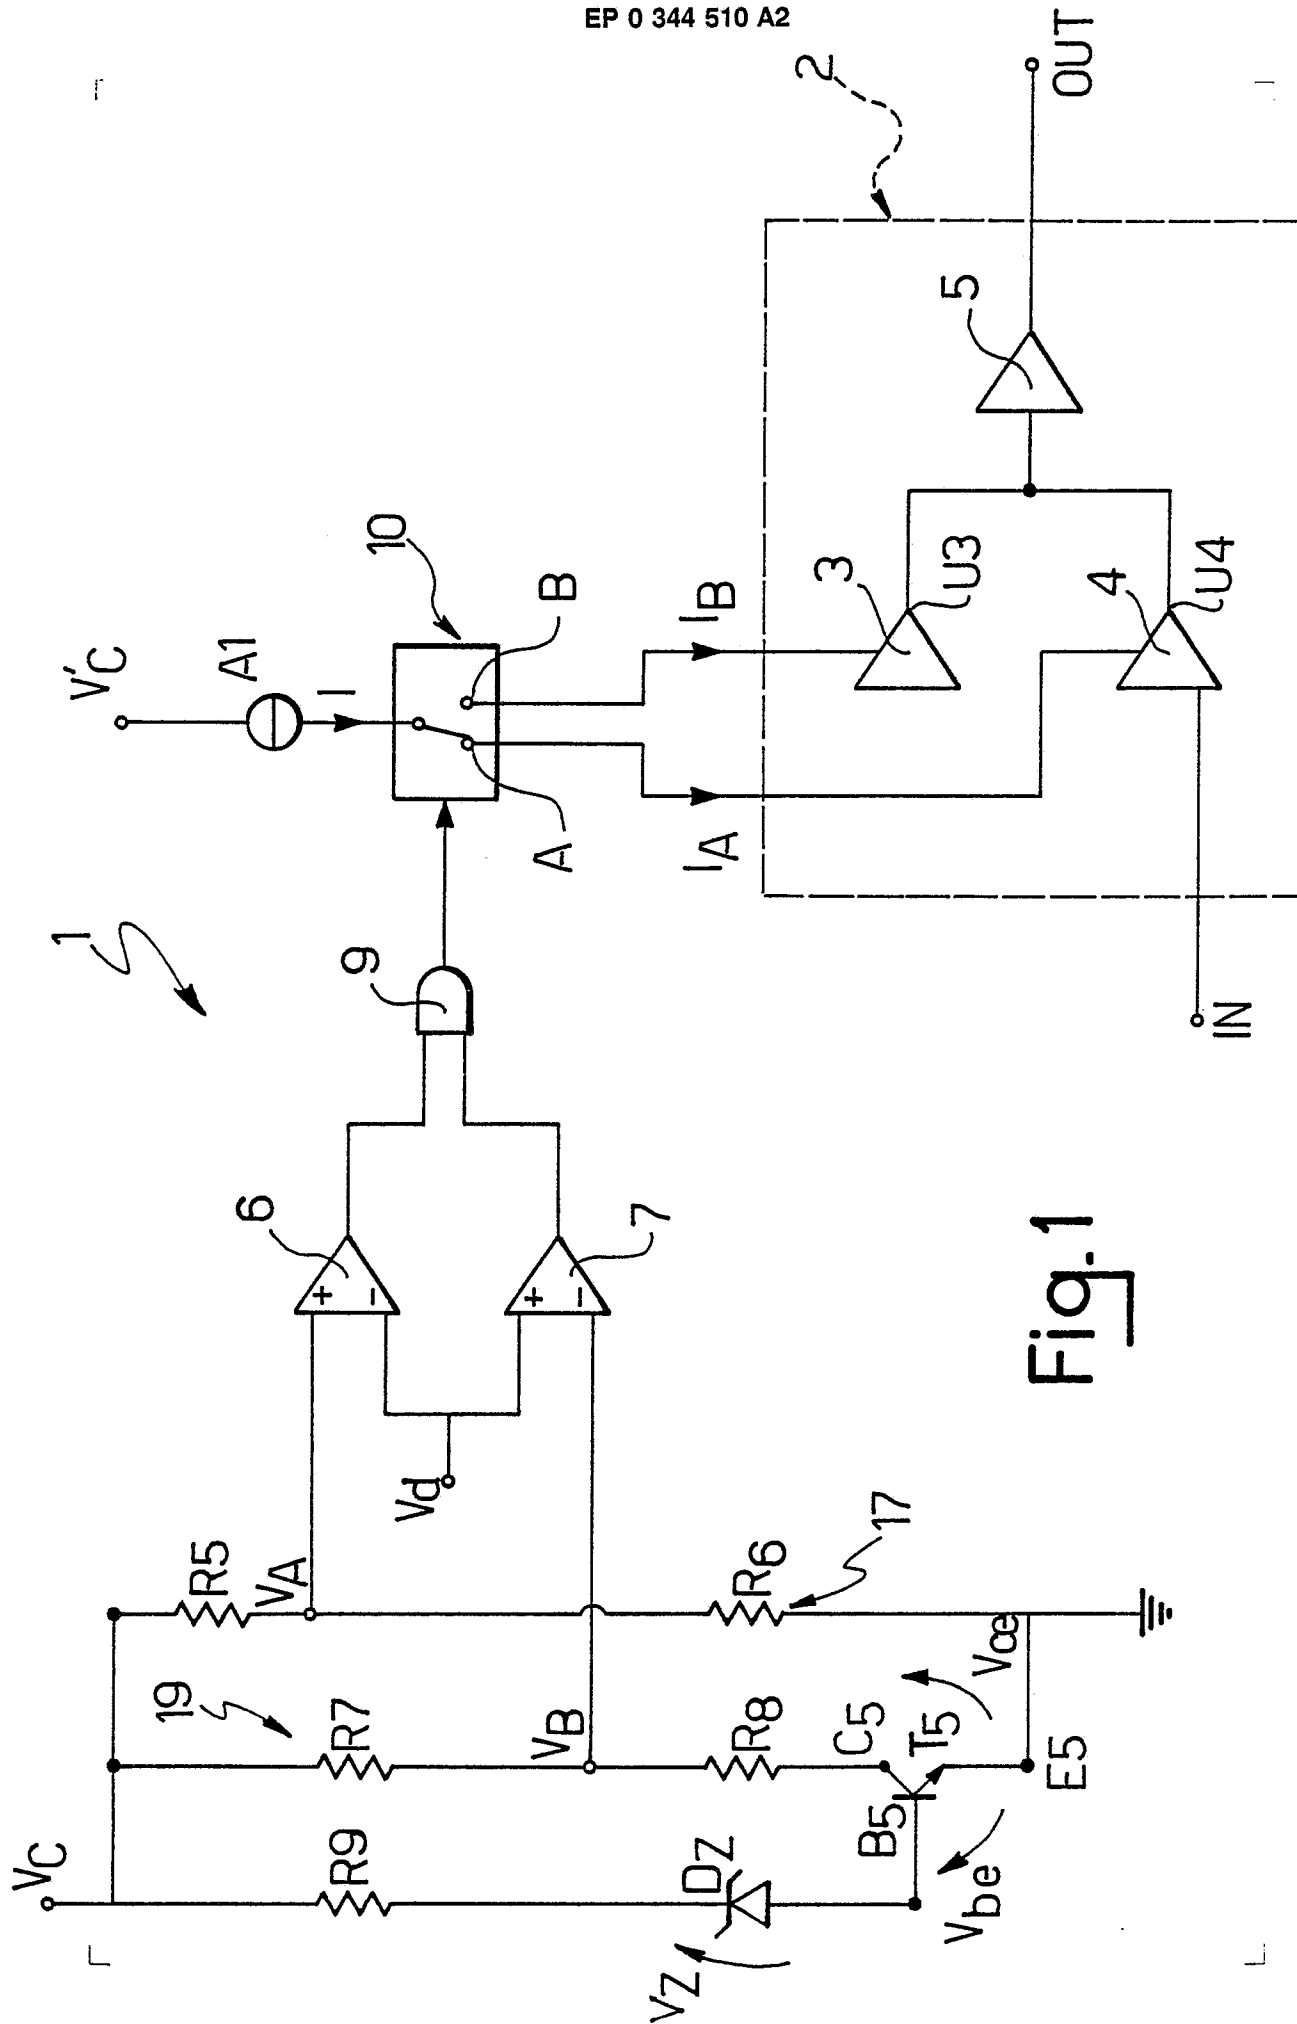 EP 0 344 510 A2
1
V'C
A1
I
10
B
A
IA
IB
2
OUT
5
3
U3
4
U4
IN
9
6
+
−
7
+
−
Vd
VC
R5
VA
R6
17
19
R7
VB
R8
C5
T5
Vce
B5
E5
R9
DZ
VZ
Vbe
Fig. 1